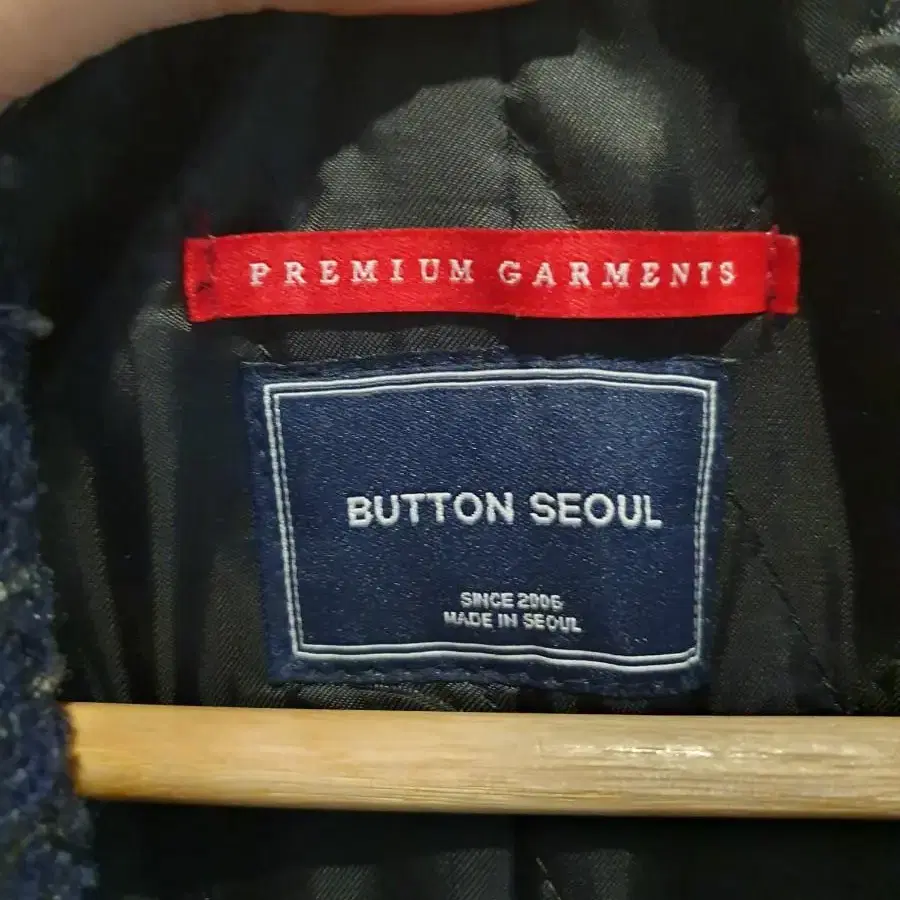 PREMIUM GARMENTS
BUTTON SEOUL
SINCE 2006
MADE IN SEOUL